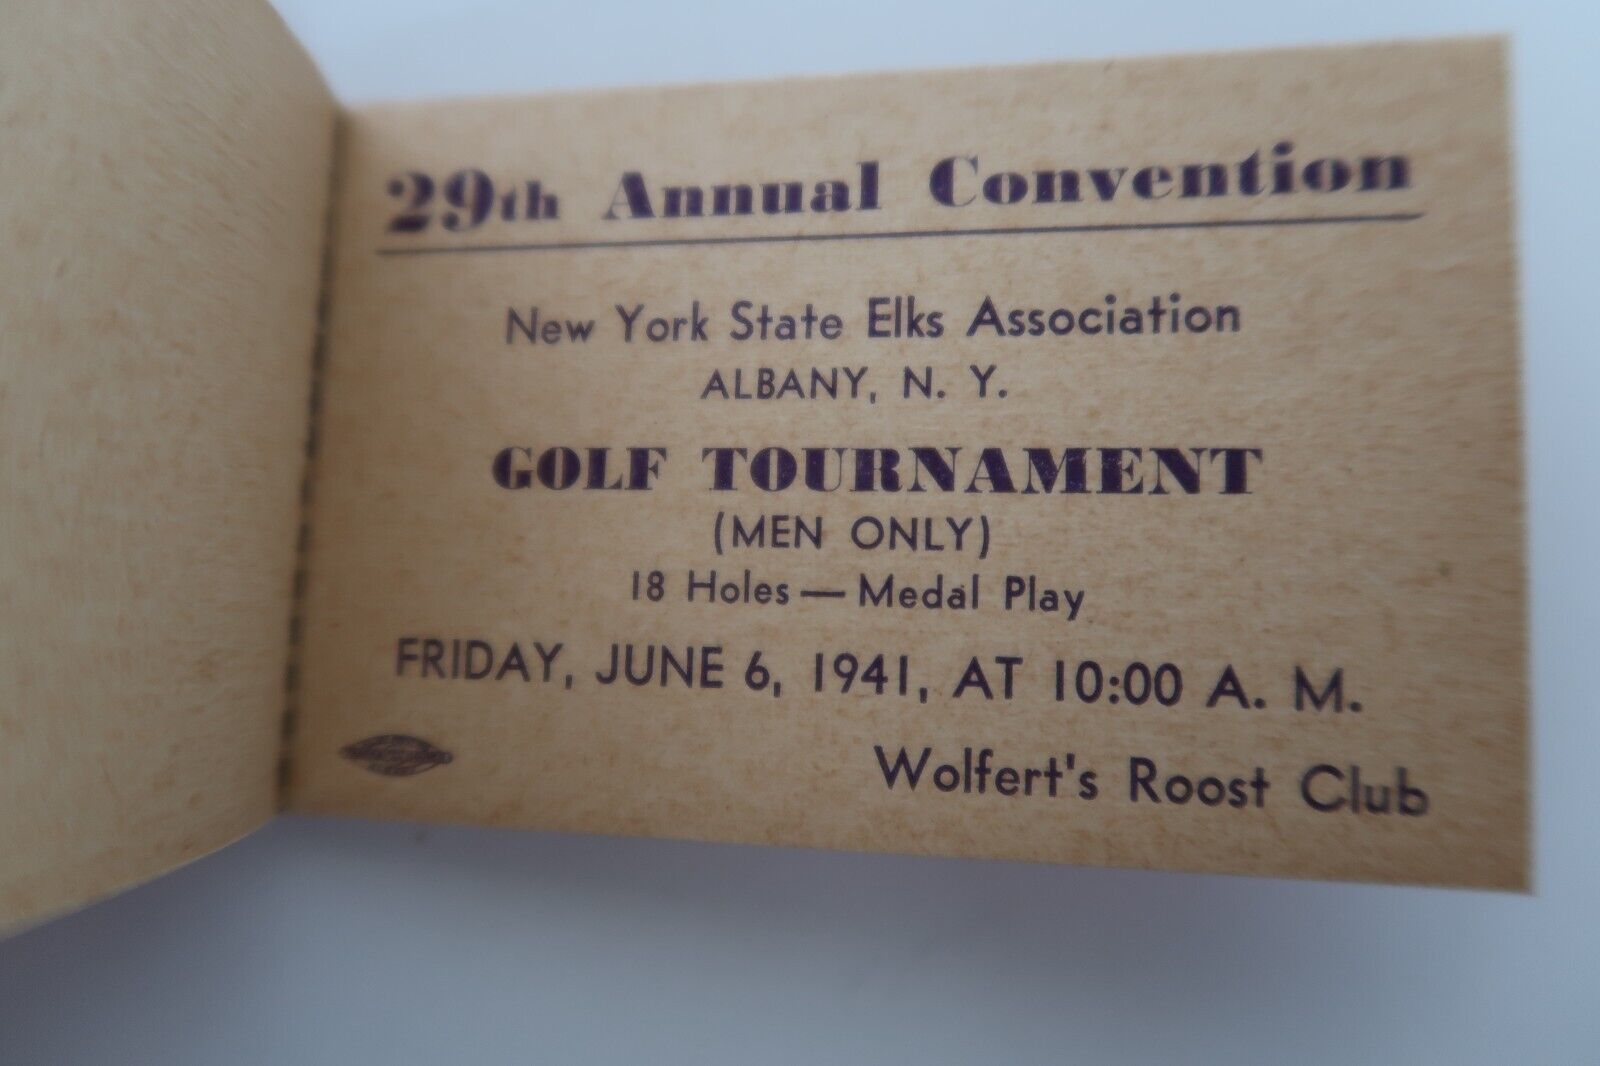 29th Annual Convention
New York State Elks Association
ALBANY, N. Y.
GOLF TOURNAMENT
(MEN ONLY)
18 Holes — Medal Play
FRIDAY, JUNE 6, 1941, AT 10:00 A. M.
Wolfert's Roost Club